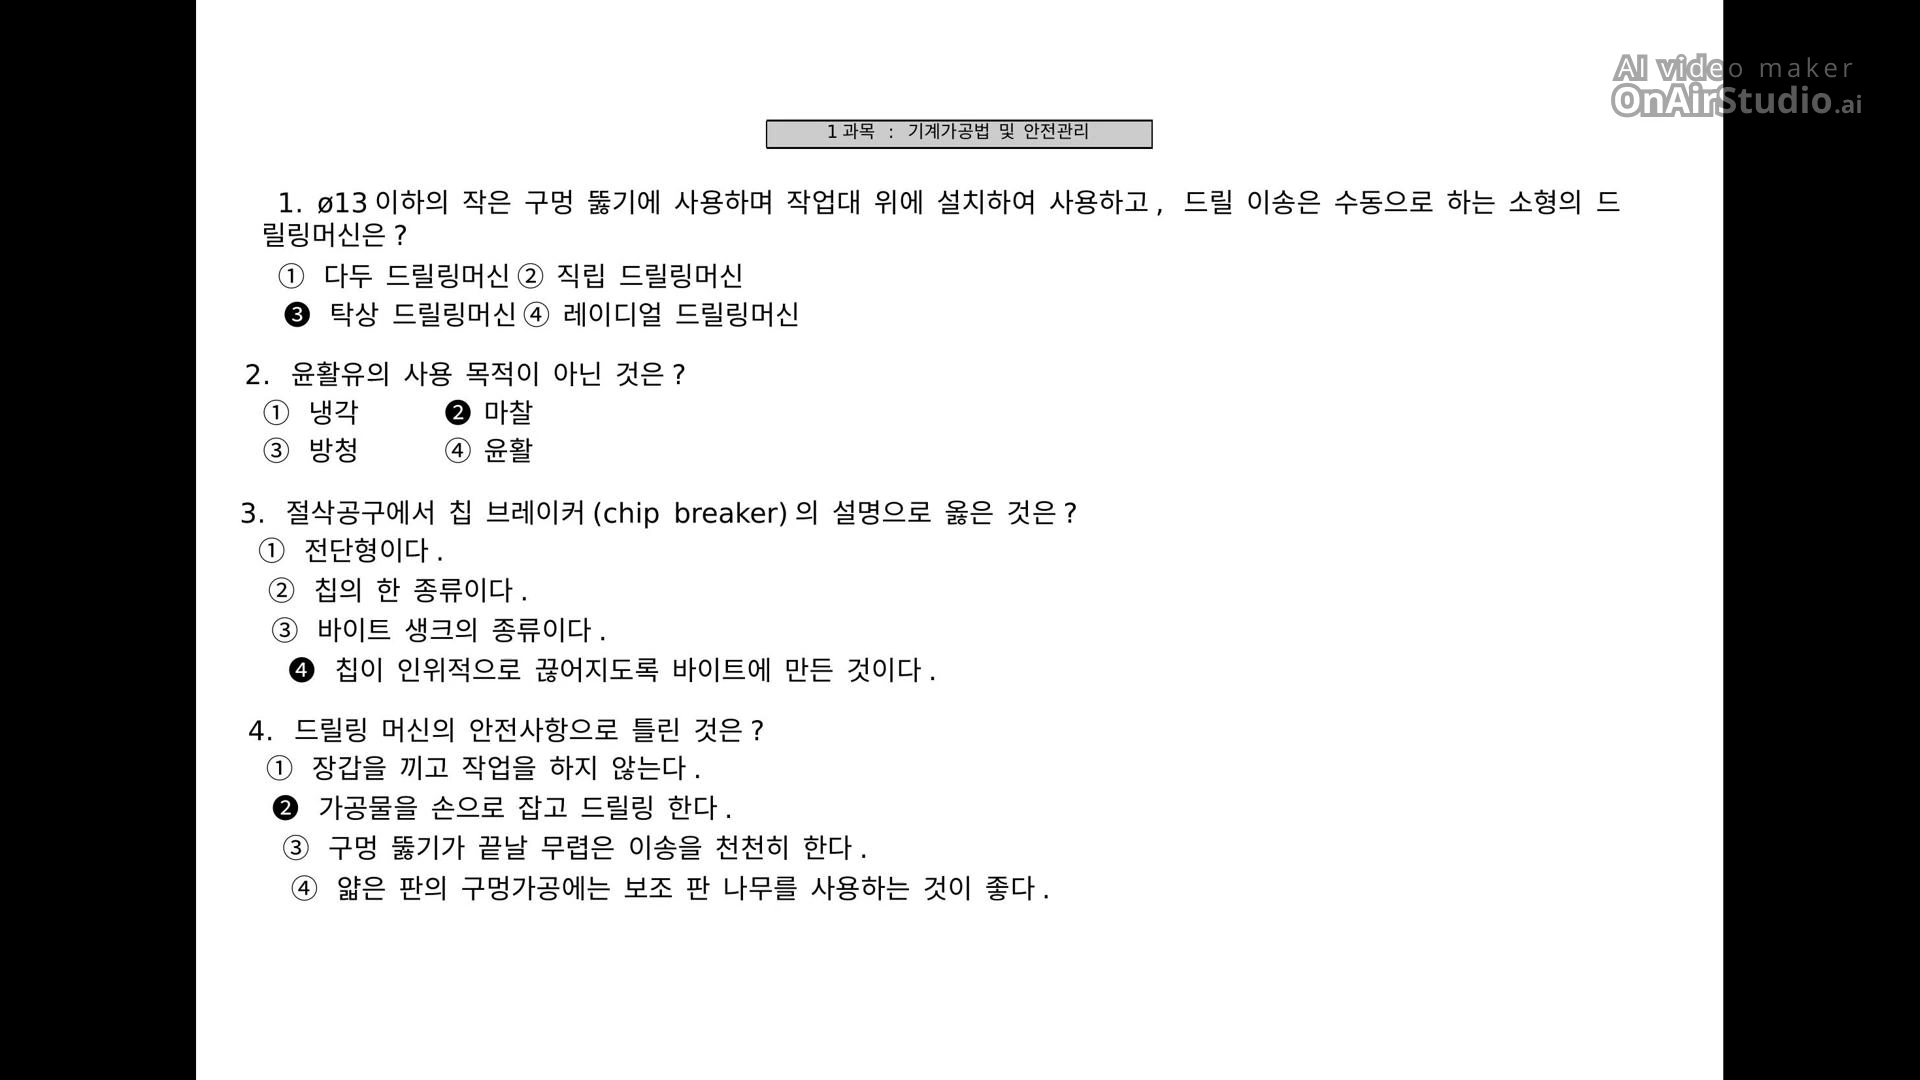 AI video maker
OnAirStudio.ai
1과목 : 기계가공법 및 안전관리
1. ø13이하의 작은 구멍 뚫기에 사용하며 작업대 위에 설치하여 사용하고, 드릴 이송은 수동으로 하는 소형의 드
릴링머신은?
① 다두 드릴링머신 ② 직립 드릴링머신
❸ 탁상 드릴링머신 ④ 레이디얼 드릴링머신
2. 윤활유의 사용 목적이 아닌 것은?
① 냉각 ❷ 마찰
③ 방청 ④ 윤활
3. 절삭공구에서 칩 브레이커(chip breaker)의 설명으로 옳은 것은?
① 전단형이다.
② 칩의 한 종류이다.
③ 바이트 생크의 종류이다.
❹ 칩이 인위적으로 끊어지도록 바이트에 만든 것이다.
4. 드릴링 머신의 안전사항으로 틀린 것은?
① 장갑을 끼고 작업을 하지 않는다.
❷ 가공물을 손으로 잡고 드릴링 한다.
③ 구멍 뚫기가 끝날 무렵은 이송을 천천히 한다.
④ 얇은 판의 구멍가공에는 보조 판 나무를 사용하는 것이 좋다.